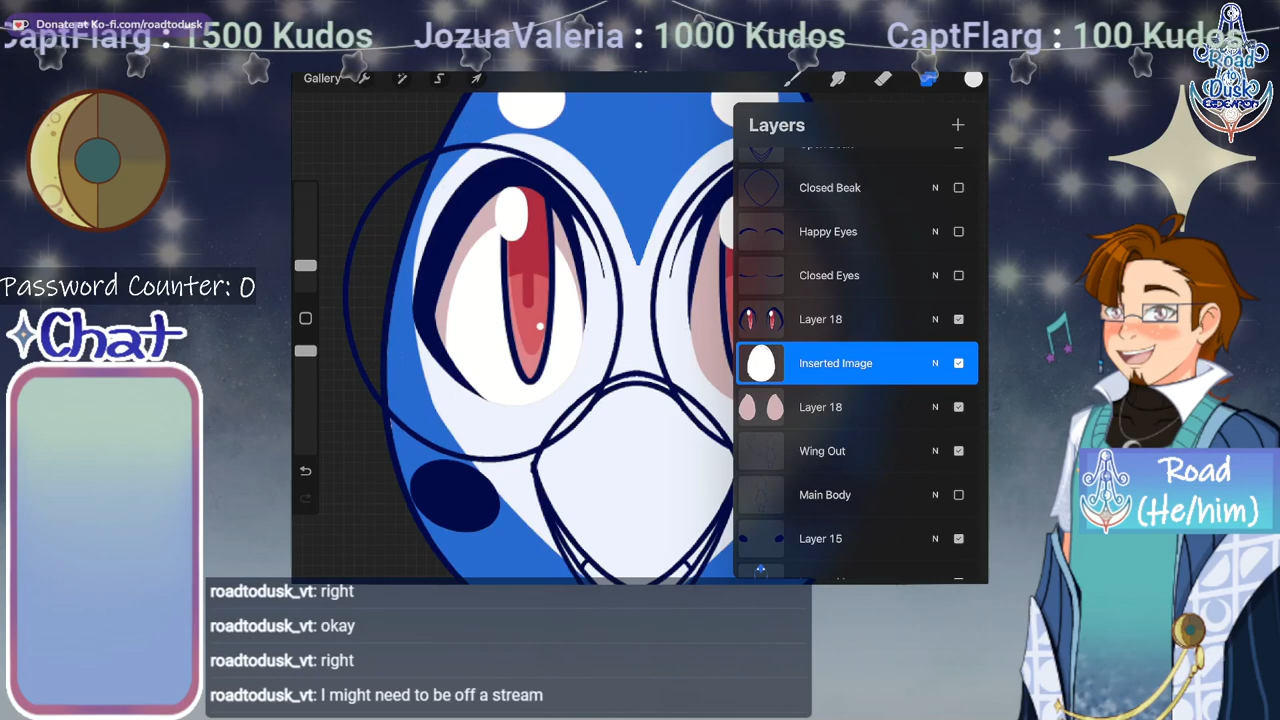 Donate at Ko-fi.com/roadtodusk
CaptFlarg : 1500 Kudos JozuaValeria : 1000 Kudos CaptFlarg : 100 Kudos
Road
to
Dusk
Gallery
Layers
Open Beak
Closed Beak N
Happy Eyes N
Closed Eyes N
Layer 18 N
Inserted Image N
Layer 18 N
Wing Out N
Main Body N
Layer 15 N
Password Counter: 0
Chat
Road
(He/him)
roadtodusk_vt: right
roadtodusk_vt: okay
roadtodusk_vt: right
roadtodusk_vt: I might need to be off a stream